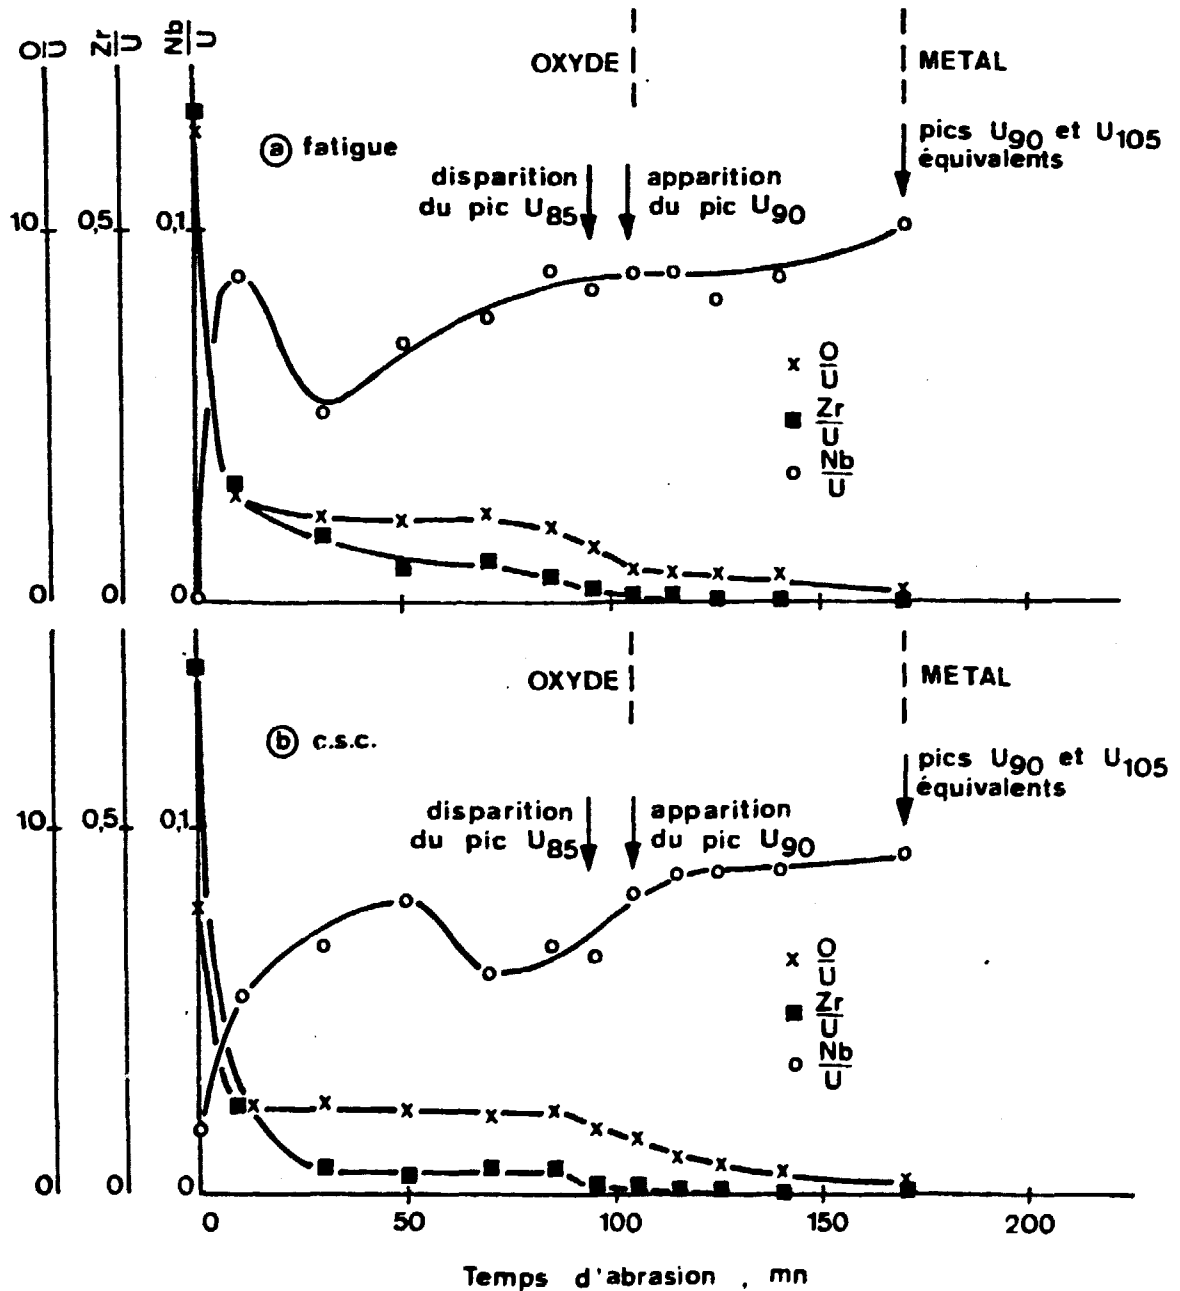 O/U Zr/U Nb/U
OXYDE METAL
ⓐ fatigue
pics U90 et U105
équivalents
disparition
du pic U85
apparition
du pic U90
10 0,5 0,1
x O/U
■ Zr/U
o Nb/U
0 0 0
OXYDE METAL
ⓑ c.s.c.
pics U90 et U105
équivalents
disparition
du pic U85
apparition
du pic U90
10 0,5 0,1
x O/U
■ Zr/U
o Nb/U
0 0 0
0 50 100 150 200
Temps d'abrasion , mn